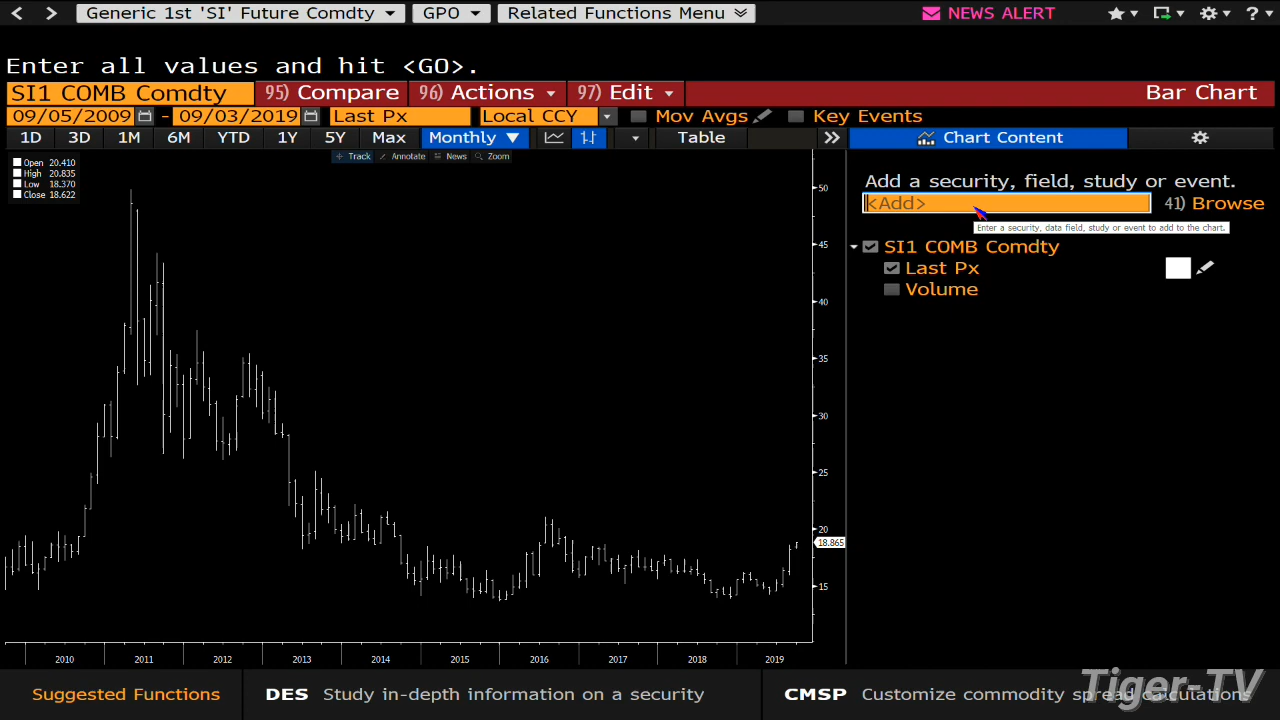 Generic 1st 'SI' Future Comdty GPO Related Functions Menu NEWS ALERT ?
Enter all values and hit <GO>.
SI1 COMB Comdty 95) Compare 96) Actions 97) Edit Bar Chart
09/05/2009 - 09/03/2019 Last Px Local CCY Mov Avgs Key Events
1D 3D 1M 6M YTD 1Y 5Y Max Monthly Table Chart Content
Track Annotate News Zoom
Open 20.410
High 20.835
Low 18.370
Close 18.622
Add a security, field, study or event.
<Add> 41) Browse
Enter a security, data field, study or event to add to the chart.
SI1 COMB Comdty
Last Px
Volume
50
45
40
35
30
25
20
18.865
15
2010 2011 2012 2013 2014 2015 2016 2017 2018 2019
Suggested Functions DES Study in-depth information on a security CMSP Customize commodity spread calculations
Tiger-TV